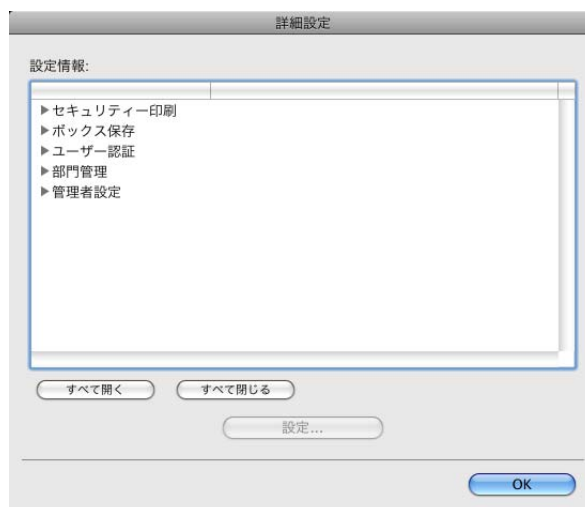 詳細設定
設定情報:
セキュリティー印刷
ボックス保存
ユーザー認証
部門管理
管理者設定
すべて開く すべて閉じる
設定...
OK